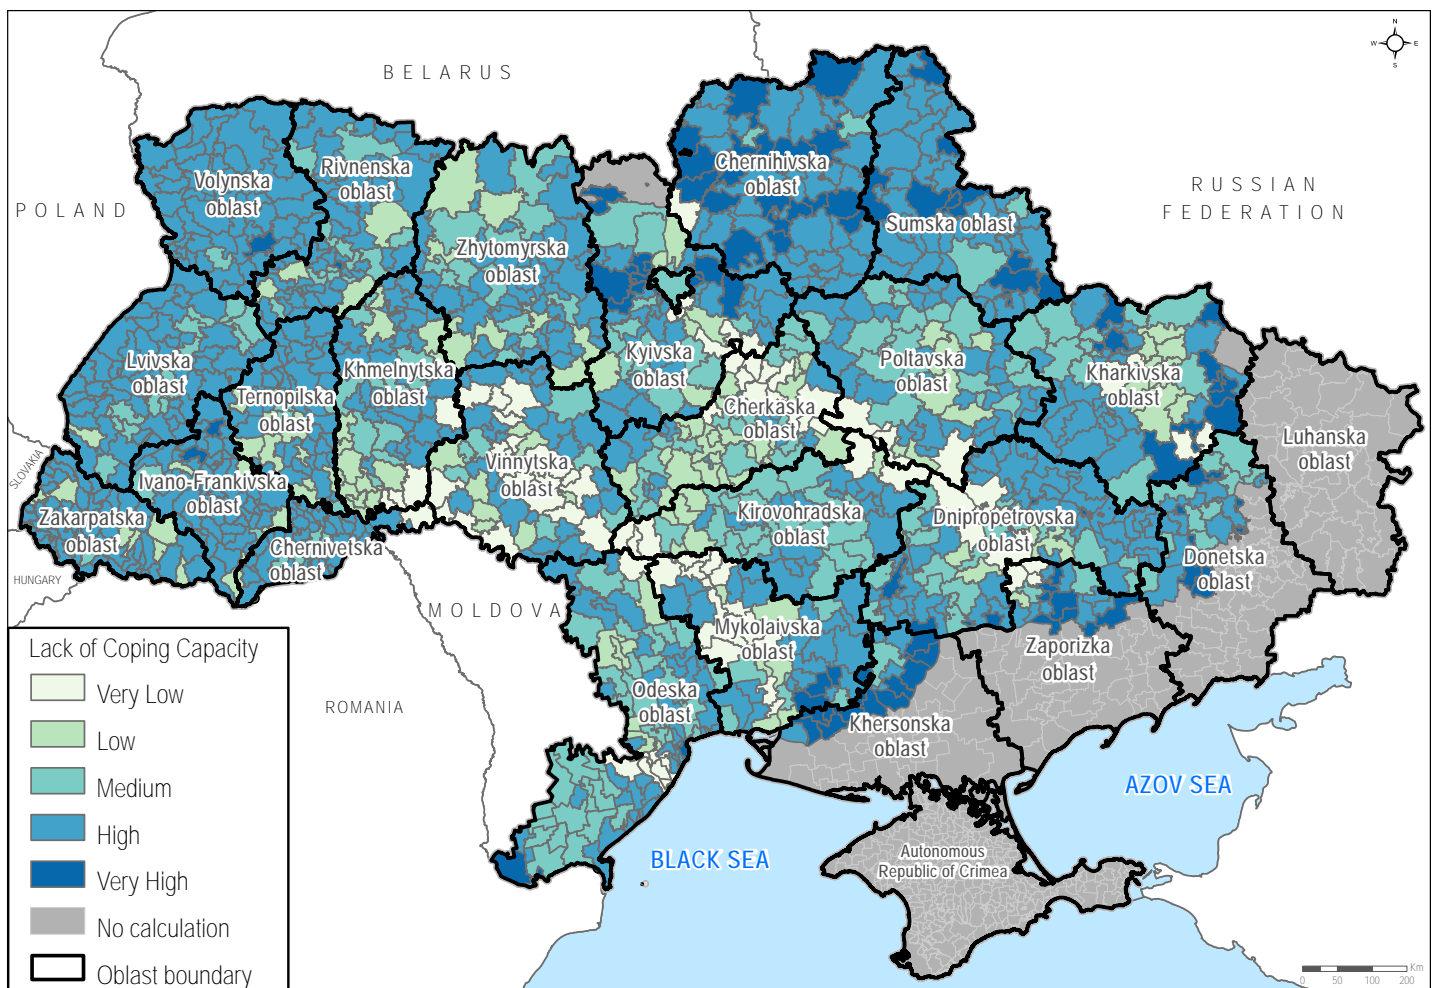 N
W
E
S
BELARUS
POLAND
RUSSIAN
FEDERATION
Volynska
oblast
Rivnenska
oblast
Zhytomyrska
oblast
Chernihivska
oblast
Sumska oblast
Lvivska
oblast
Ternopilska
oblast
Khmelnytska
oblast
Kyivska
oblast
Cherkaska
oblast
Poltavska
oblast
Kharkivska
oblast
Luhanska
oblast
SLOVAKIA
Ivano-Frankivska
oblast
Vinnytska
oblast
Zakarpatska
oblast
Chernivetska
oblast
Kirovohradska
oblast
Dnipropetrovska
oblast
Donetska
oblast
HUNGARY
MOLDOVA
Mykolaivska
oblast
Zaporizka
oblast
Odeska
oblast
Khersonska
oblast
ROMANIA
AZOV SEA
BLACK SEA
Autonomous
Republic of Crimea
Lack of Coping Capacity
Very Low
Low
Medium
High
Very High
No calculation
Oblast boundary
Km
0 50 100 200